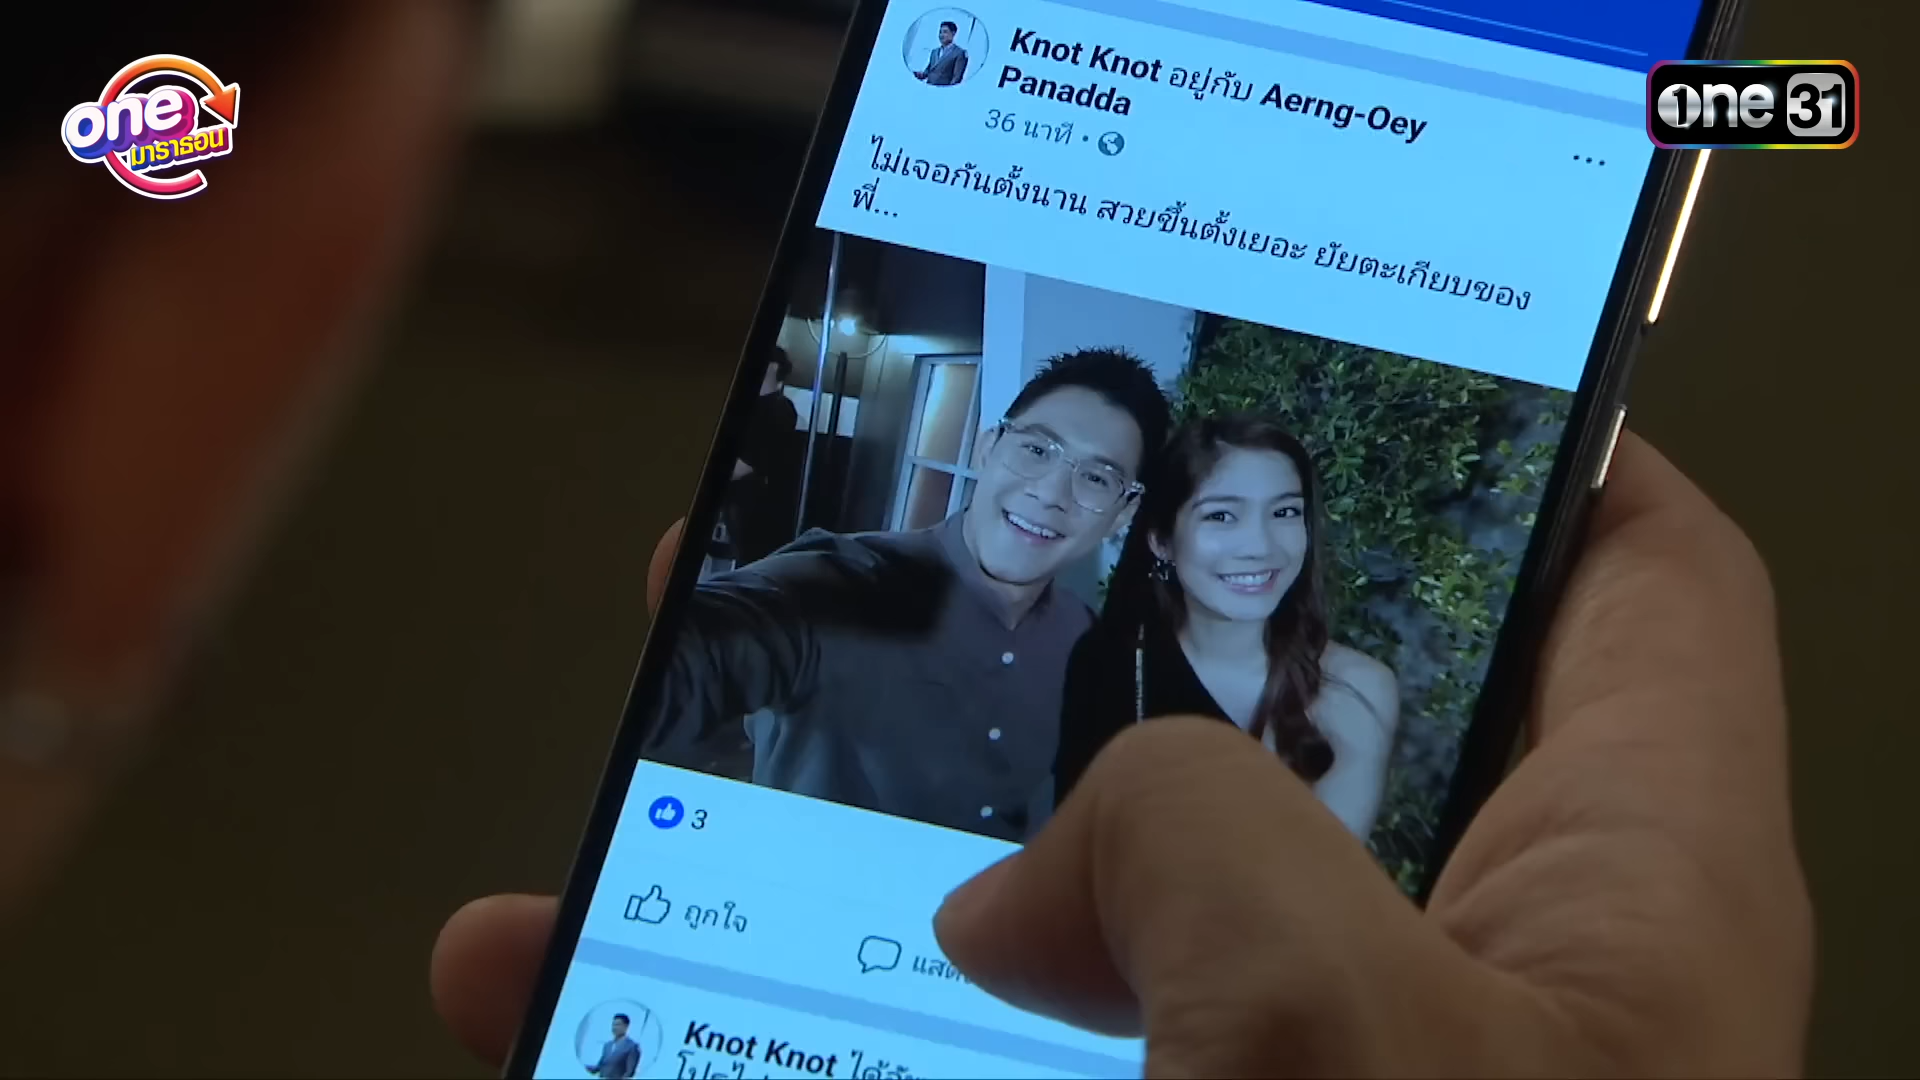 one
มาราธอน
one 31
Knot Knot อยู่กับ Aerng-Oey
Panadda
36 นาที
ไม่เจอกันตั้งนาน สวยขึ้นตั้งเยอะ ยัยตะเกียบของ
พี่...
3
ถูกใจ
Knot Knot